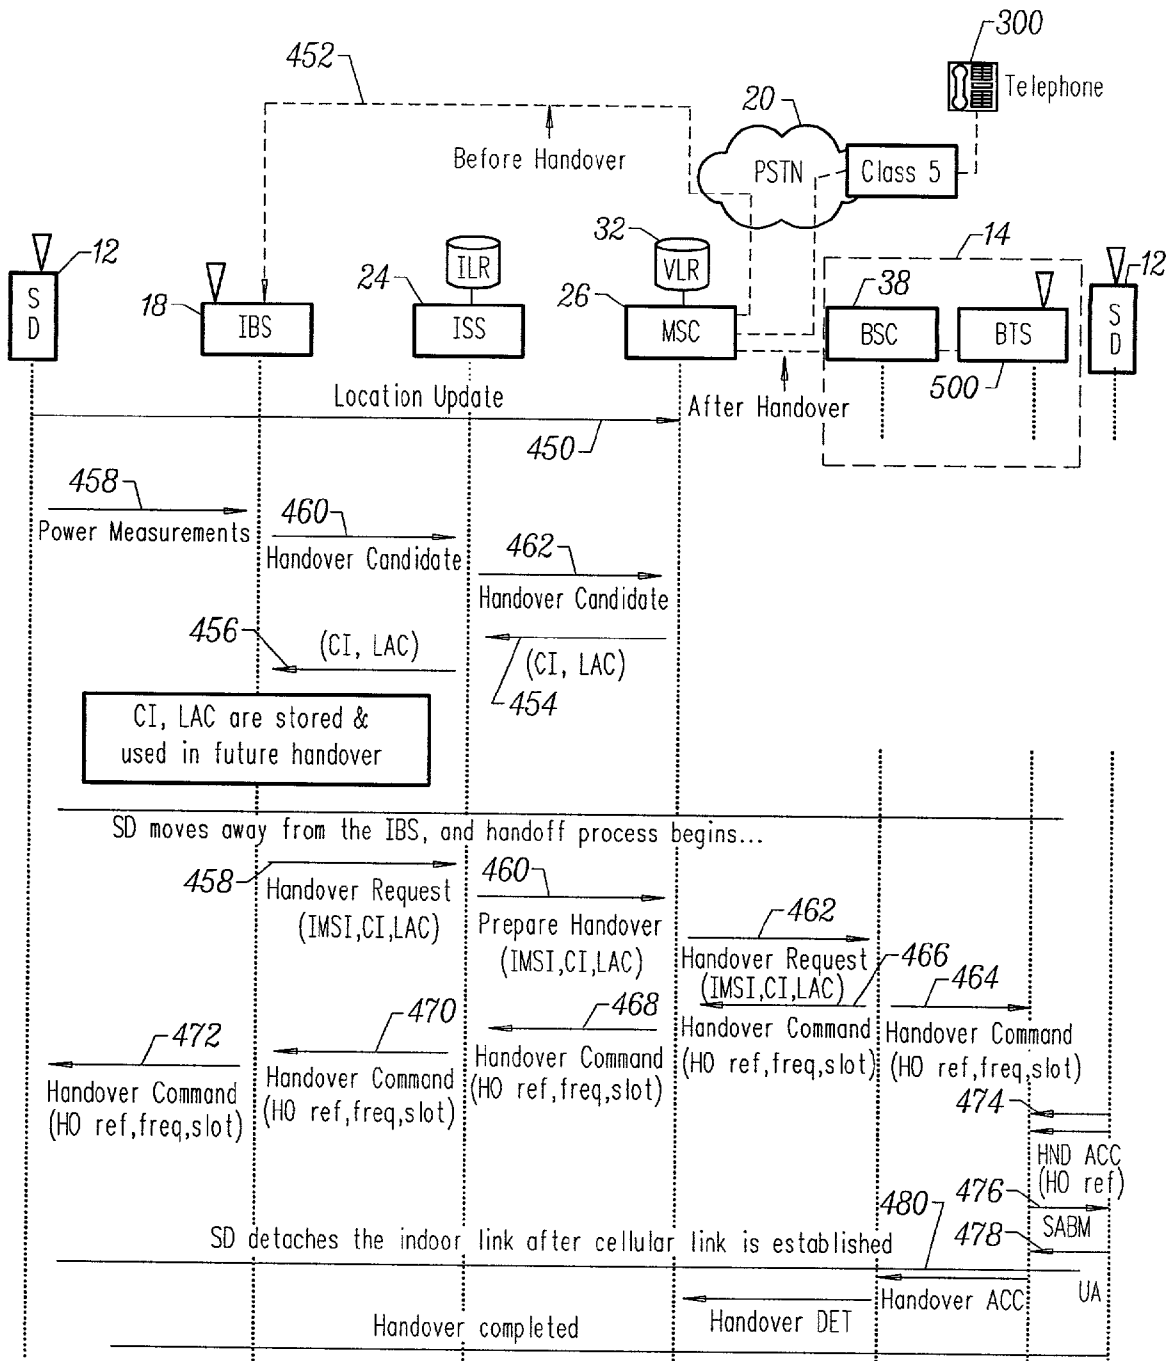 300
Telephone
452
20
Before Handover
PSTN
Class 5
12
18
IBS
24
ILR
ISS
32
VLR
26
MSC
14
38
BSC
BTS
500
12
S
D
S
D
Location Update
After Handover
450
458
Power Measurements
460
Handover Candidate
462
Handover Candidate
456
(CI, LAC)
(CI, LAC)
454
CI, LAC are stored &
used in future handover
SD moves away from the IBS, and handoff process begins...
458
Handover Request
(IMSI,CI,LAC)
460
Prepare Handover
(IMSI,CI,LAC)
462
Handover Request
(IMSI,CI,LAC)
466
464
Handover Command
(HO ref,freq,slot)
Handover Command
(HO ref,freq,slot)
468
Handover Command
(HO ref,freq,slot)
470
Handover Command
(HO ref,freq,slot)
472
Handover Command
(HO ref,freq,slot)
474
HND ACC
(HO ref)
476
480
SABM
478
SD detaches the indoor link after cellular link is established
UA
Handover ACC
Handover DET
Handover completed